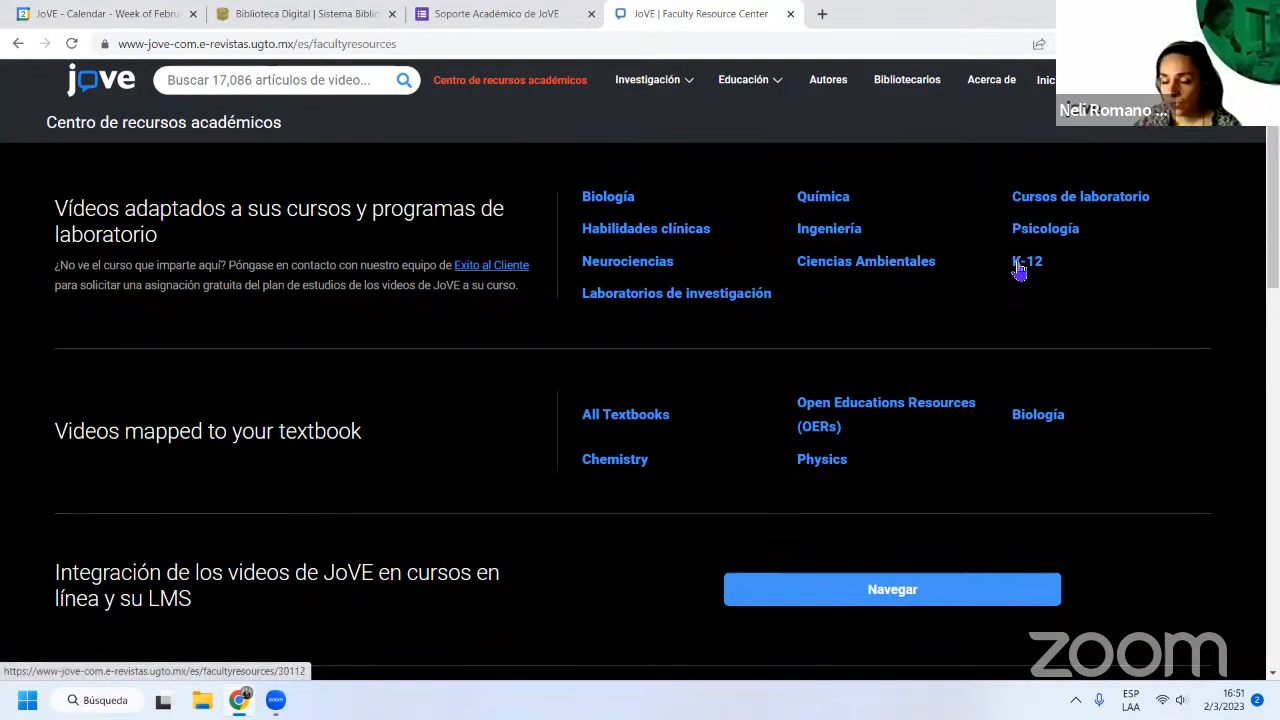 JoVE - Calendar - Week of Februa
Biblioteca Digital | Sistema Biblio
Soporte Académico de JoVE
JoVE | Faculty Resource Center
www-jove-com.e-revistas.ugto.mx/es/facultyresources
jove
Buscar 17,086 artículos de video...
Centro de recursos académicos
Investigación
Educación
Autores
Bibliotecarios
Acerca de
Inic
Neli Romano ...
Centro de recursos académicos
Vídeos adaptados a sus cursos y programas de
laboratorio
¿No ve el curso que imparte aquí? Póngase en contacto con nuestro equipo de Exito al Cliente
para solicitar una asignación gratuita del plan de estudios de los videos de JoVE a su curso.
Biología
Química
Cursos de laboratorio
Habilidades clínicas
Ingeniería
Psicología
Neurociencias
Ciencias Ambientales
K-12
Laboratorios de investigación
Videos mapped to your textbook
All Textbooks
Open Educations Resources
(OERs)
Biología
Chemistry
Physics
Integración de los videos de JoVE en cursos en
línea y su LMS
Navegar
zoom
https://www-jove-com.e-revistas.ugto.mx/es/facultyresources/30112
Búsqueda
zoom
ESP
LAA
16:51
2/3/2023
2